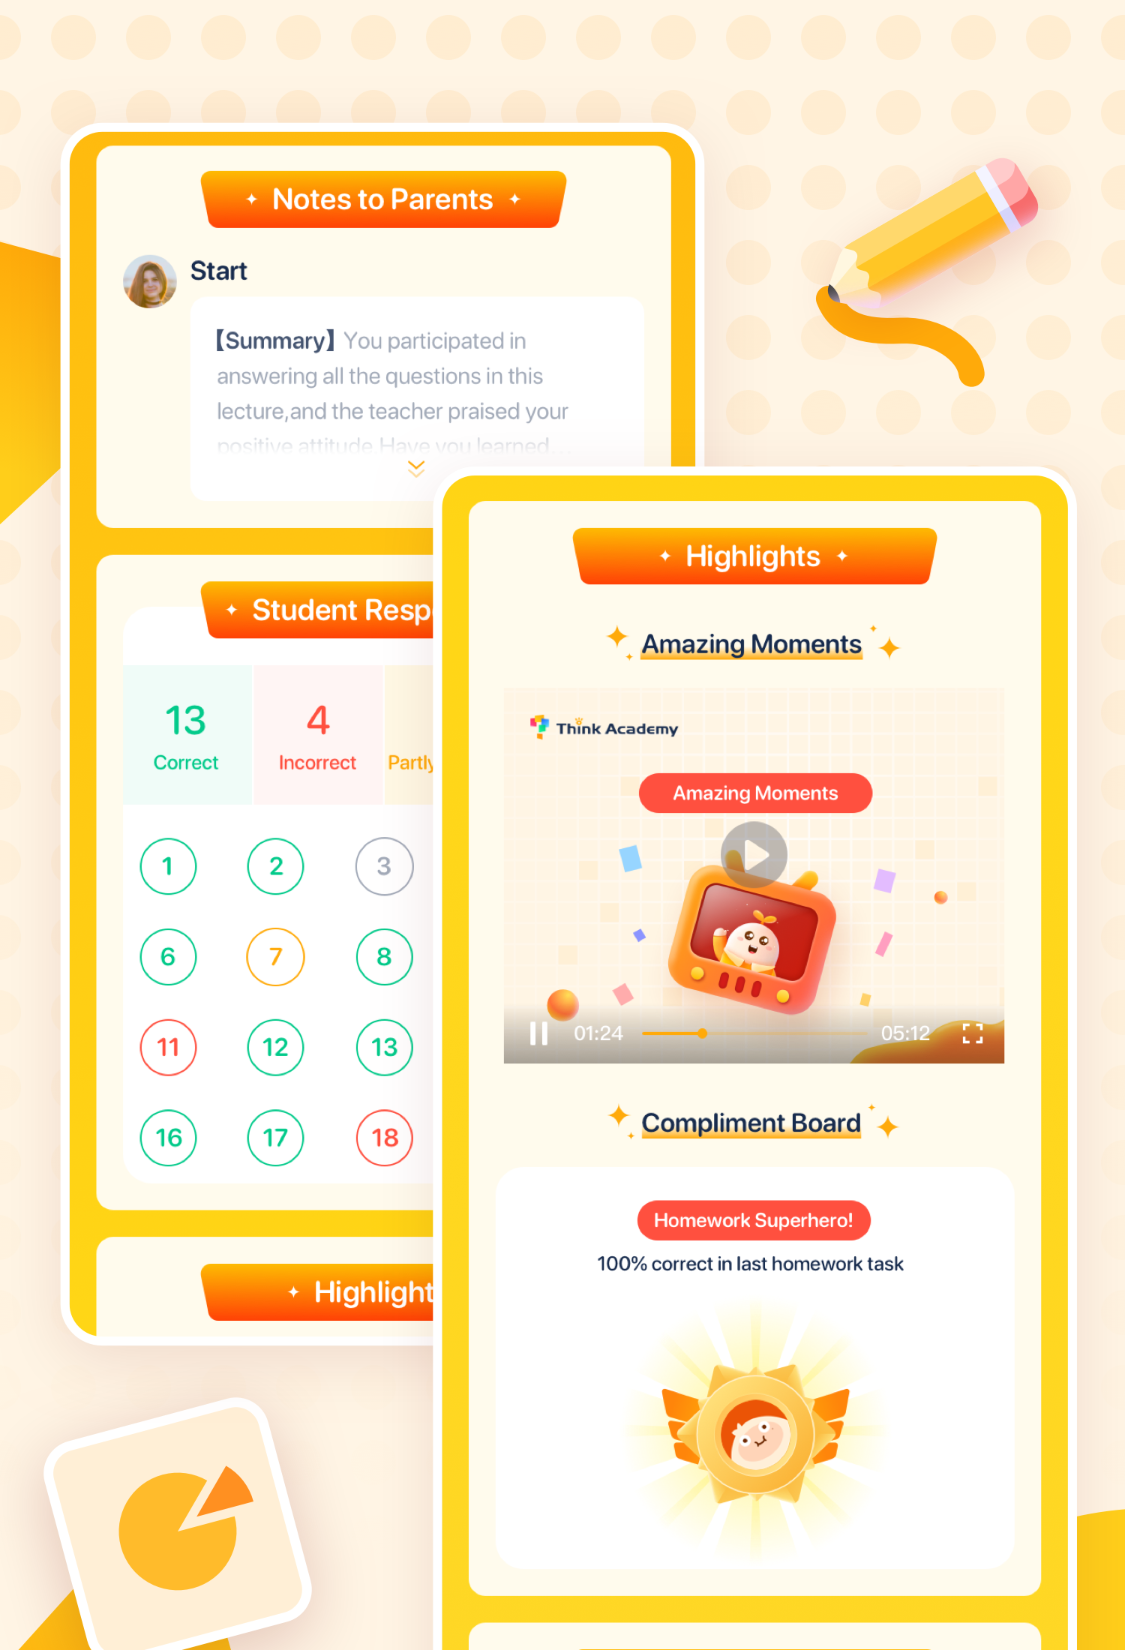 Notes to Parents
Start
【Summary】You participated in
answering all the questions in this
lecture,and the teacher praised your
positive attitude.Have you learned...
Student Resp
13
Correct
4
Incorrect
Partly
1
2
3
6
7
8
11
12
13
16
17
18
Highlight
Highlights
Amazing Moments
Think Academy
Amazing Moments
01:24
05:12
Compliment Board
Homework Superhero!
100% correct in last homework task